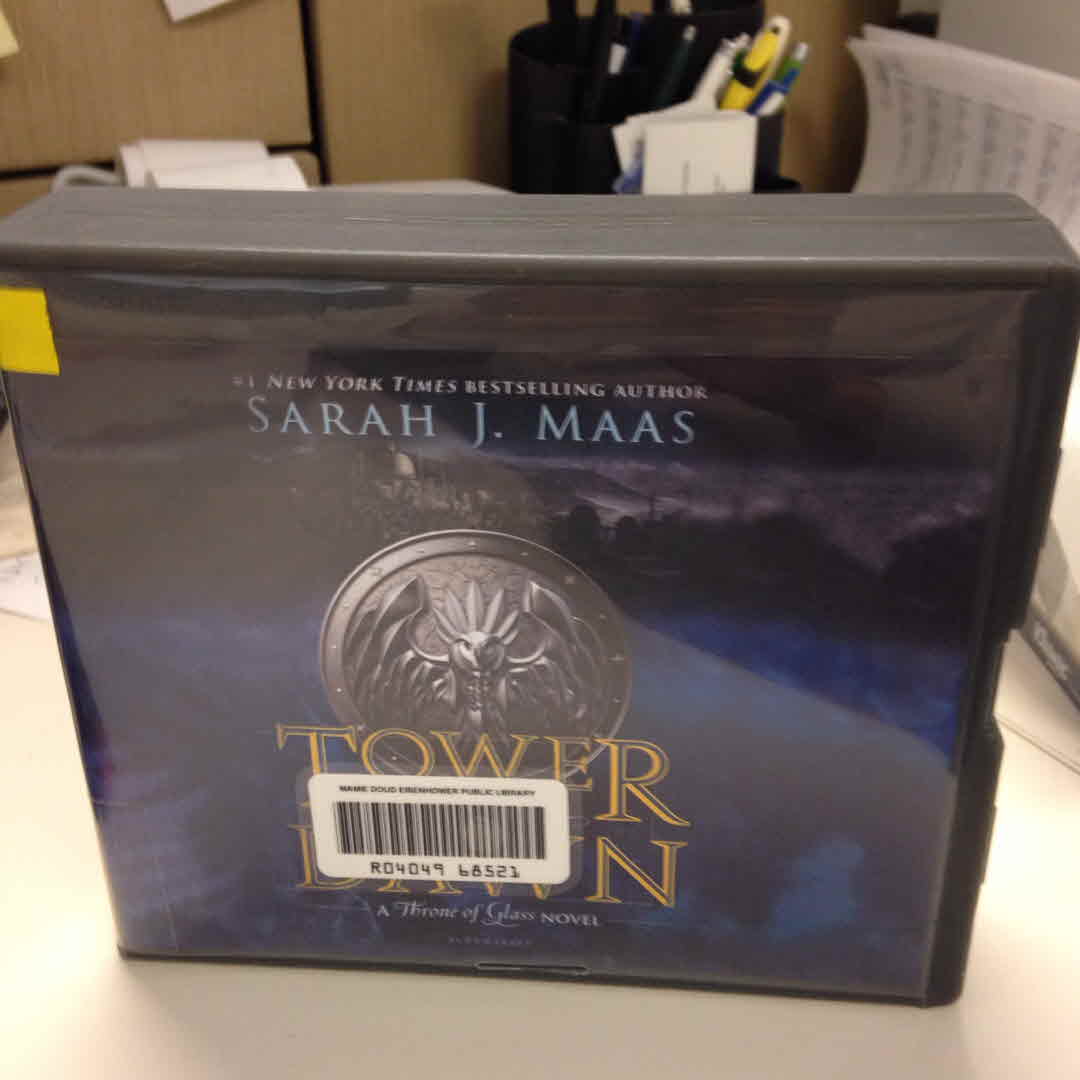 #1 NEW YORK TIMES BESTSELLING AUTHOR
SARAH J. MAAS
TOWER
MAMIE DOUD EISENHOWER PUBLIC LIBRARY
R04049 68521
DAWN
A Throne of Glass NOVEL
BLOOMSBURY